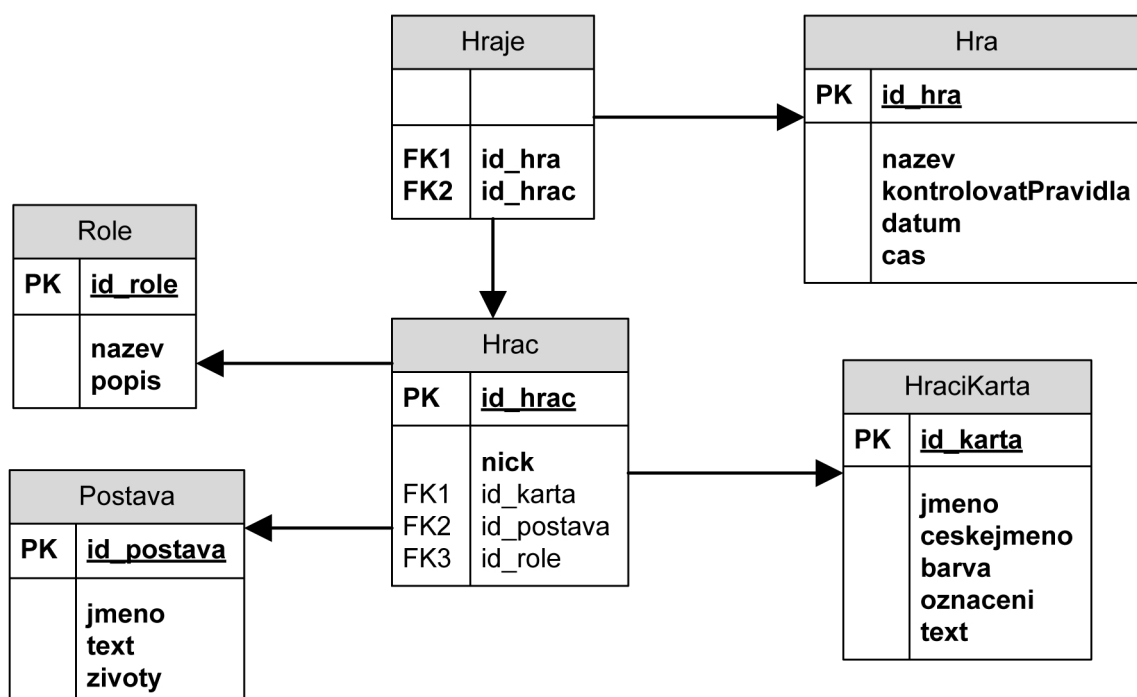 Hraje
FK1 id_hra
FK2 id_hrac
Hra
PK id_hra
nazev
kontrolovatPravidla
datum
cas
Role
PK id_role
nazev
popis
Hrac
PK id_hrac
nick
FK1 id_karta
FK2 id_postava
FK3 id_role
HraciKarta
PK id_karta
jmeno
ceskejmeno
barva
oznaceni
text
Postava
PK id_postava
jmeno
text
zivoty